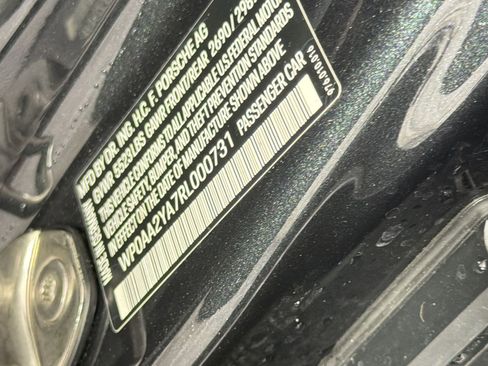 MFD BY DR. ING. H.C. F. PORSCHE AG
GVWR 5523LBS GAWR FRONT/REAR 2690 / 298
THIS VEHICLE CONFORMS TO ALL APPLICABLE U.S. FEDERAL MOTOR
VEHICLE SAFETY, BUMPER, AND THEFT PREVENTION STANDARDS
IN EFFECT ON THE DATE OF MANUFACTURE SHOWN ABOVE
PASSENGER CAR
WP0AA2YA7RL000731